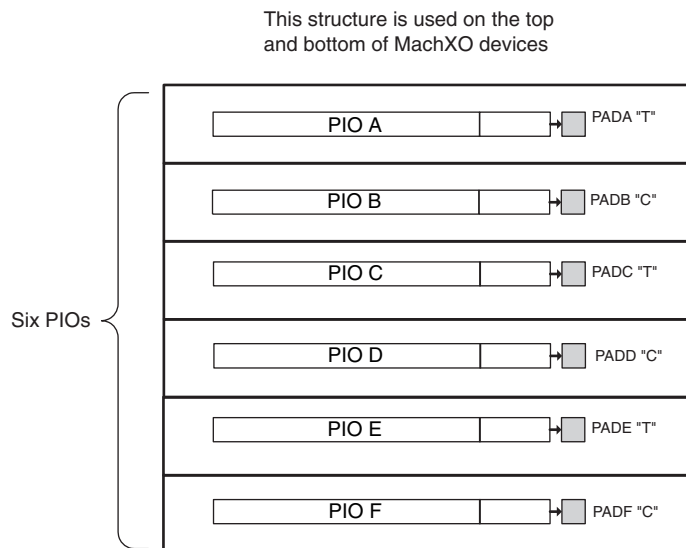 This structure is used on the top
and bottom of MachXO devices
PIO A
PADA "T"
PIO B
PADB "C"
PIO C
PADC "T"
Six PIOs
PIO D
PADD "C"
PIO E
PADE "T"
PIO F
PADF "C"